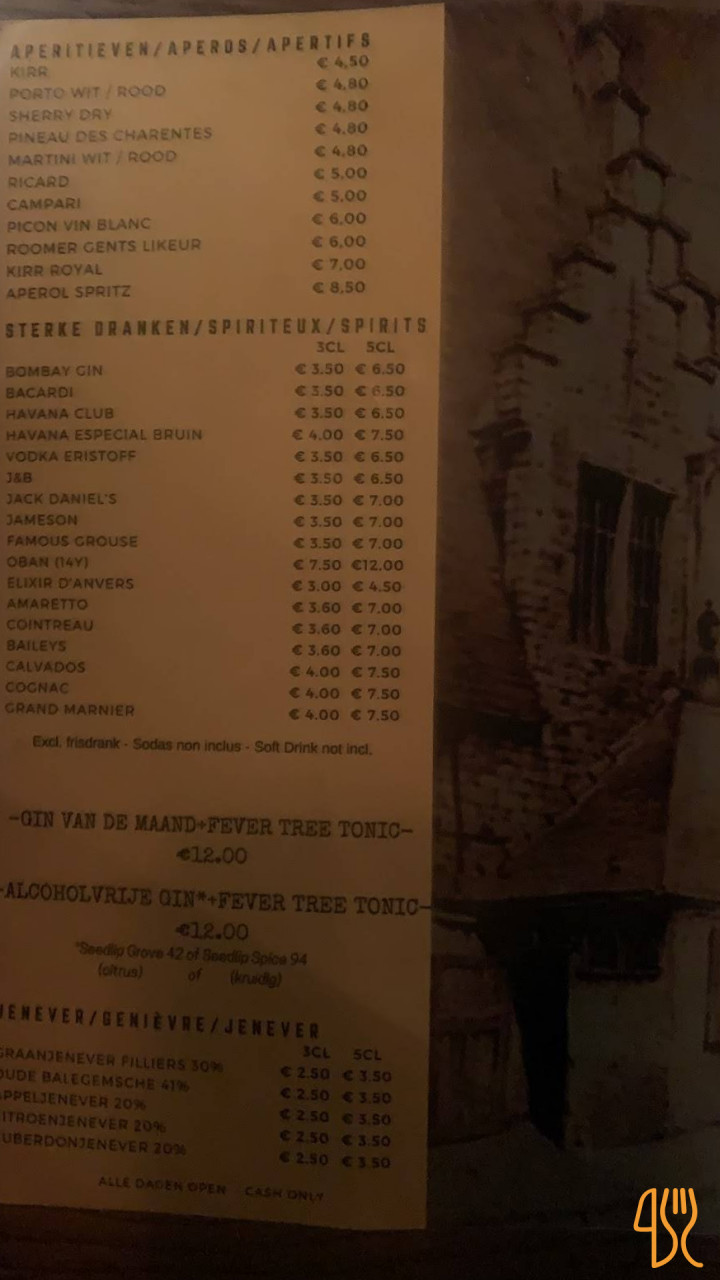 APERITIEVEN/APEROS/APERTIFS
KIRR € 4,50
PORTO WIT / ROOD € 4,80
SHERRY DRY € 4,80
PINEAU DES CHARENTES € 4,80
MARTINI WIT / ROOD € 4,80
RICARD € 5,00
CAMPARI € 5,00
PICON VIN BLANC € 6,00
ROOMER GENTS LIKEUR € 6,00
KIRR ROYAL € 7,00
APEROL SPRITZ € 8,50
STERKE DRANKEN/SPIRITEUX/SPIRITS
3CL 5CL
BOMBAY GIN € 3.50 € 6.50
BACARDI € 3.50 € 6.50
HAVANA CLUB € 3.50 € 6.50
HAVANA ESPECIAL BRUIN € 4.00 € 7.50
VODKA ERISTOFF € 3.50 € 6.50
J&B € 3.50 € 6.50
JACK DANIEL'S € 3.50 € 7.00
JAMESON € 3.50 € 7.00
FAMOUS GROUSE € 3.50 € 7.00
OBAN (14Y) € 7.50 €12.00
ELIXIR D'ANVERS € 3.00 € 4.50
AMARETTO € 3.60 € 7.00
COINTREAU € 3.60 € 7.00
BAILEYS € 3.60 € 7.00
CALVADOS € 4.00 € 7.50
COGNAC € 4.00 € 7.50
GRAND MARNIER € 4.00 € 7.50
Excl. frisdrank - Sodas non inclus - Soft Drink not incl.
-GIN VAN DE MAAND+FEVER TREE TONIC-
€12.00
-ALCOHOLVRIJE GIN*+FEVER TREE TONIC-
€12.00
*Seedlip Grove 42 of Seedlip Spice 94
(citrus) of (kruidig)
JENEVER/GENIÈVRE/JENEVER
3CL 5CL
GRAANJENEVER FILLIERS 30% € 2.50 € 3.50
OUDE BALEGEMSCHE 41% € 2.50 € 3.50
APPELJENEVER 20% € 2.50 € 3.50
ITROENJENEVER 20% € 2.50 € 3.50
UBERDONJENEVER 20% € 2.50 € 3.50
ALLE DAGEN OPEN CASH ONLY